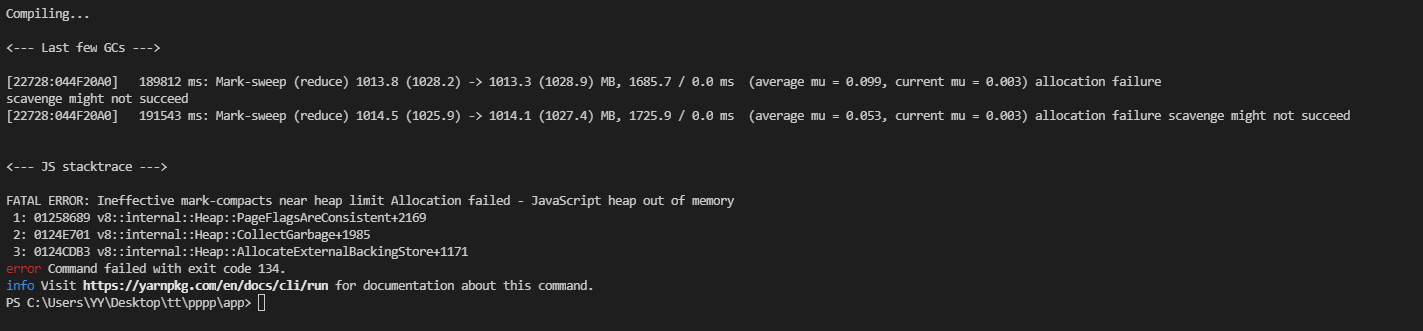 Compiling...
<--- Last few GCs --->
[22728:044F20A0]   189812 ms: Mark-sweep (reduce) 1013.8 (1028.2) -> 1013.3 (1028.9) MB, 1685.7 / 0.0 ms  (average mu = 0.099, current mu = 0.003) allocation failure
scavenge might not succeed
[22728:044F20A0]   191543 ms: Mark-sweep (reduce) 1014.5 (1025.9) -> 1014.1 (1027.4) MB, 1725.9 / 0.0 ms  (average mu = 0.053, current mu = 0.003) allocation failure scavenge might not succeed
<--- JS stacktrace --->
FATAL ERROR: Ineffective mark-compacts near heap limit Allocation failed - JavaScript heap out of memory
 1: 01258689 v8::internal::Heap::PageFlagsAreConsistent+2169
 2: 0124E701 v8::internal::Heap::CollectGarbage+1985
 3: 0124CDB3 v8::internal::Heap::AllocateExternalBackingStore+1171
error Command failed with exit code 134.
info Visit https://yarnpkg.com/en/docs/cli/run for documentation about this command.
PS C:\Users\YY\Desktop\tt\pppp\app>